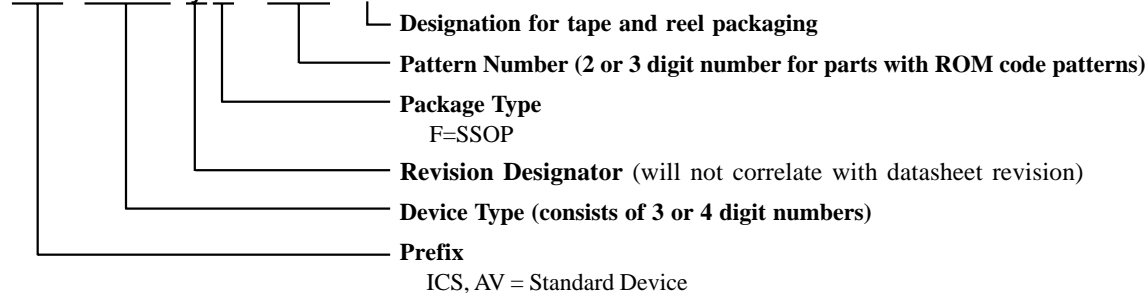 Designation for tape and reel packaging
Pattern Number (2 or 3 digit number for parts with ROM code patterns)
Package Type
F=SSOP
Revision Designator (will not correlate with datasheet revision)
Device Type (consists of 3 or 4 digit numbers)
Prefix
ICS, AV = Standard Device